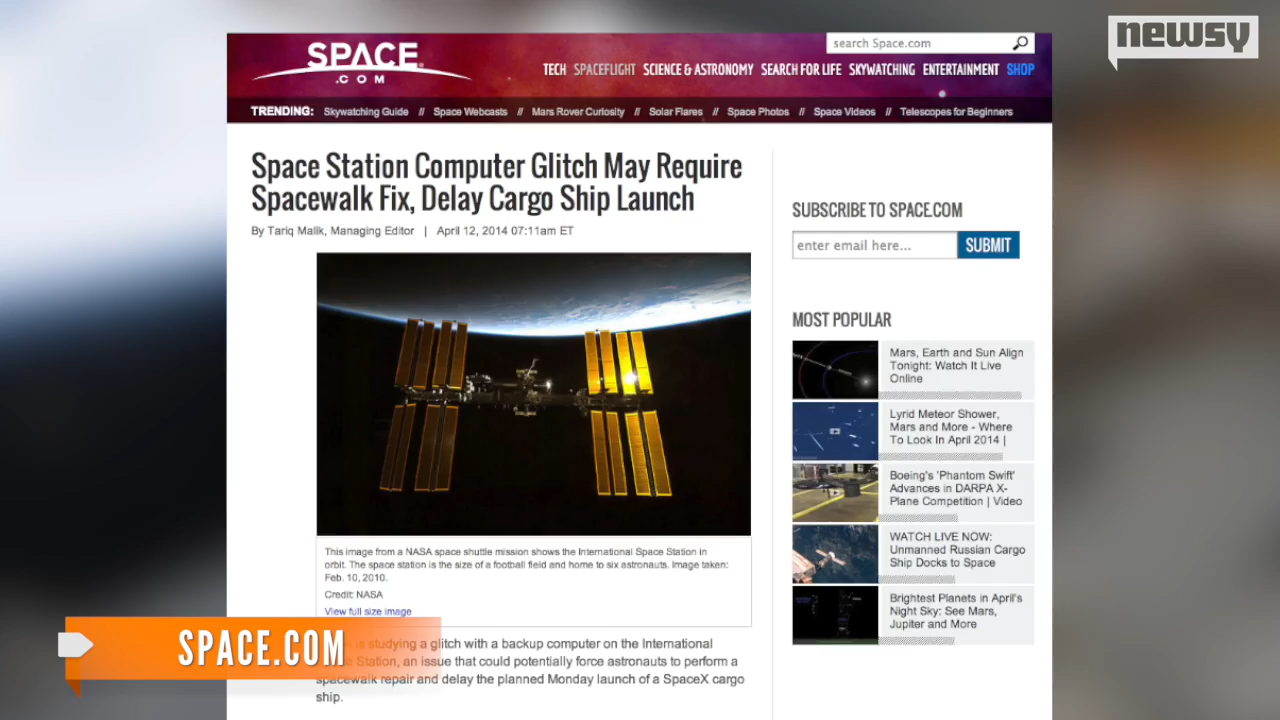 newsy
SPACE
.COM
search Space.com
TECH SPACEFLIGHT SCIENCE & ASTRONOMY SEARCH FOR LIFE SKYWATCHING ENTERTAINMENT SHOP
TRENDING: Skywatching Guide // Space Webcasts // Mars Rover Curiosity // Solar Flares // Space Photos // Space Videos // Telescopes for Beginners
Space Station Computer Glitch May Require
Spacewalk Fix, Delay Cargo Ship Launch
By Tariq Malik, Managing Editor | April 12, 2014 07:11am ET
This image from a NASA space shuttle mission shows the International Space Station in
orbit. The space station is the size of a football field and home to six astronauts. Image taken:
Feb. 10, 2010.
Credit: NASA
View full size image
is studying a glitch with a backup computer on the International
Station, an issue that could potentially force astronauts to perform a
spacewalk repair and delay the planned Monday launch of a SpaceX cargo
ship.
SUBSCRIBE TO SPACE.COM
enter email here...
SUBMIT
MOST POPULAR
Mars, Earth and Sun Align
Tonight: Watch It Live
Online
Lyrid Meteor Shower,
Mars and More - Where
To Look In April 2014 |
Boeing's 'Phantom Swift'
Advances in DARPA X-
Plane Competition | Video
WATCH LIVE NOW:
Unmanned Russian Cargo
Ship Docks to Space
Brightest Planets in April's
Night Sky: See Mars,
Jupiter and More
SPACE.COM